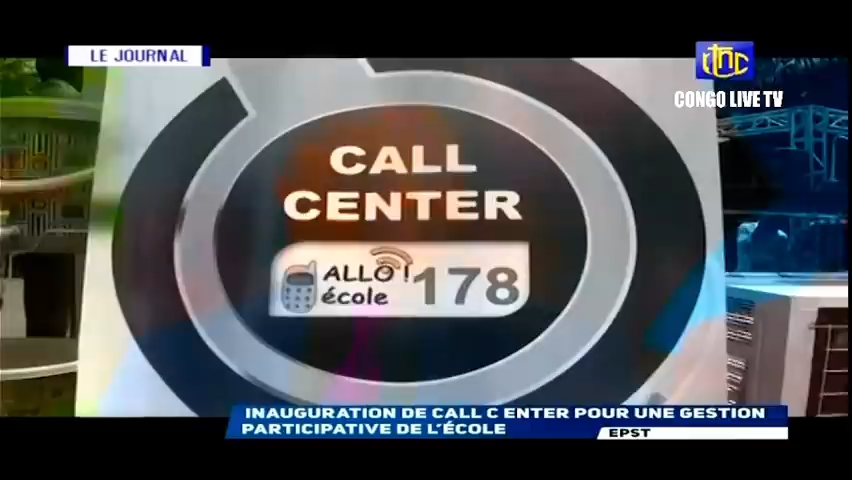 LE JOURNAL
rtnc
CONGO LIVE TV
CALL
CENTER
ALLO !
école
178
INAUGURATION DE CALL C ENTER POUR UNE GESTION
PARTICIPATIVE DE L'ÉCOLE
EPST